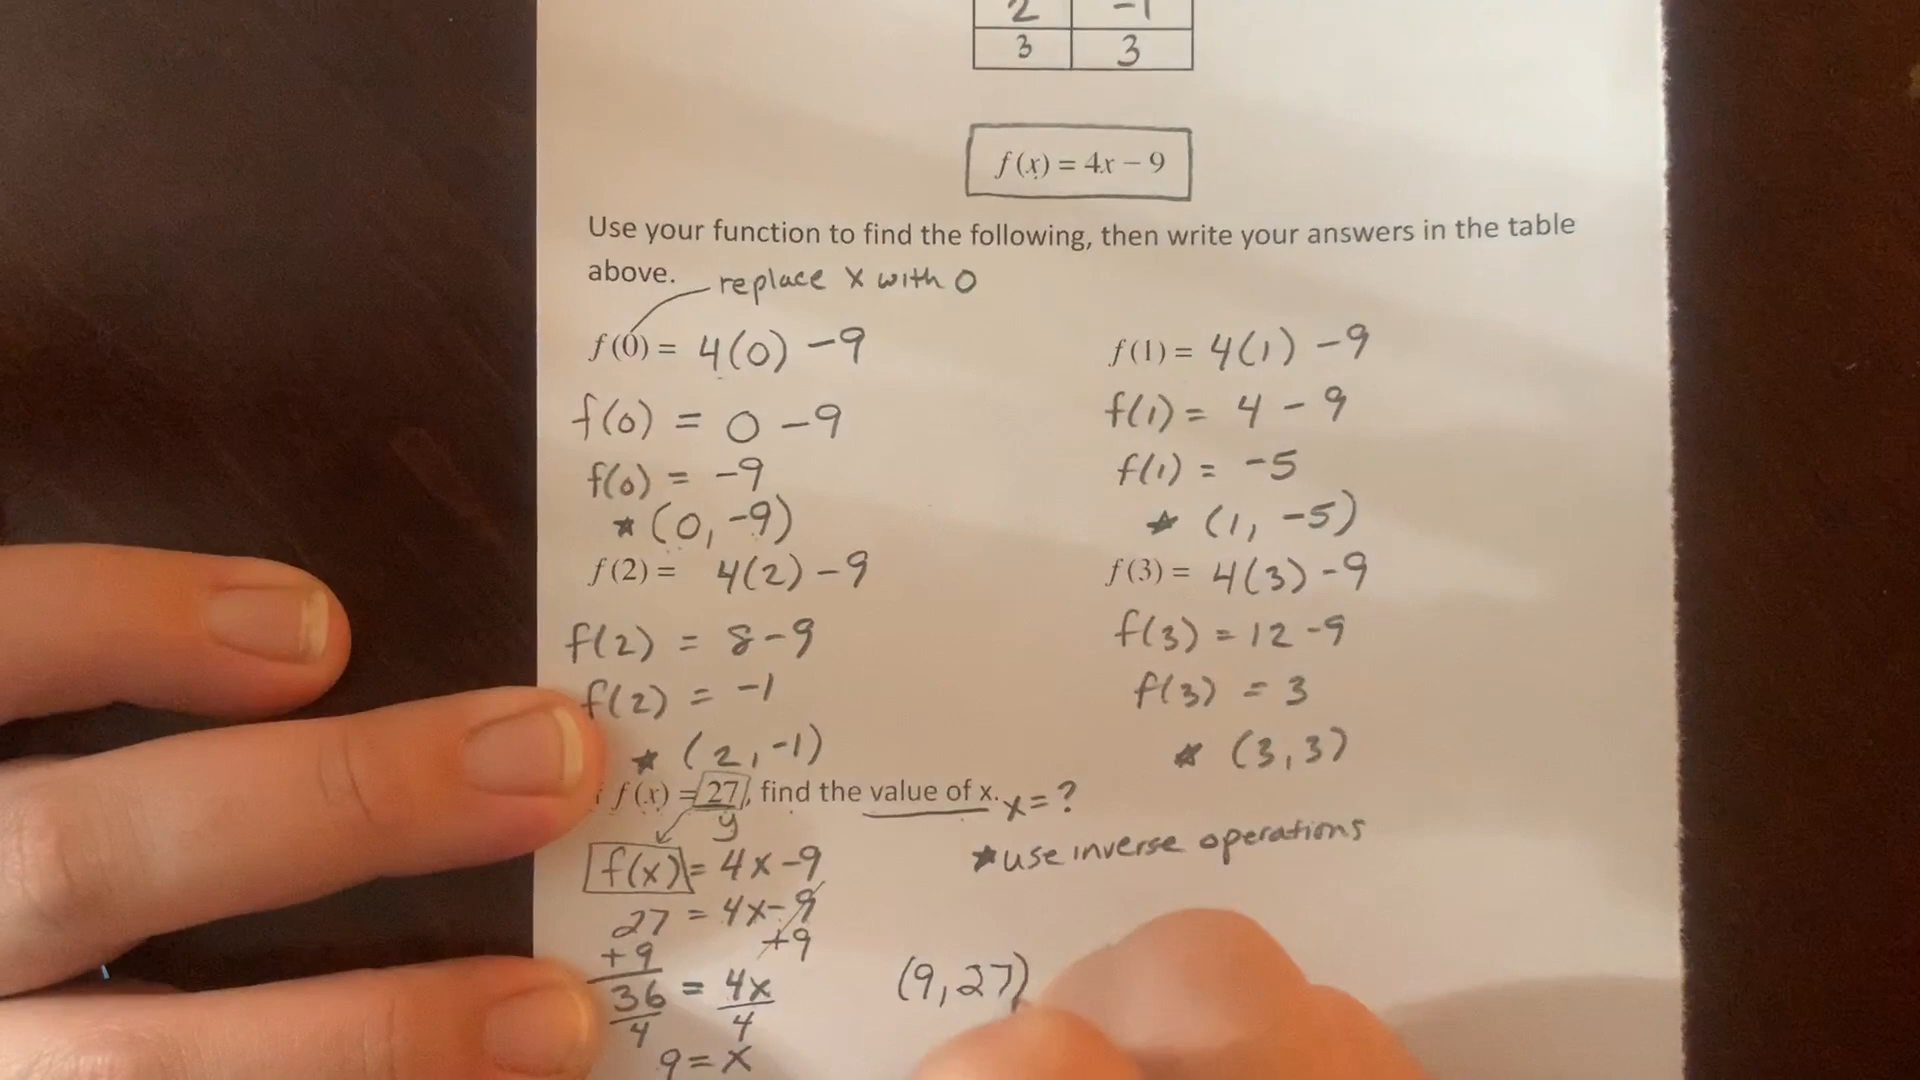 2 -1
3 3
f(x) = 4x - 9
Use your function to find the following, then write your answers in the table
above. replace x with 0
f(0) = 4(0) -9
f(0) = 0 -9
f(0) = -9
★ (0, -9)
f(1) = 4(1) -9
f(1) = 4 - 9
f(1) = -5
★ (1, -5)
f(2) = 4(2) -9
f(2) = 8-9
f(2) = -1
★ (2, -1)
f(3) = 4(3) -9
f(3) = 12 -9
f(3) = 3
★ (3, 3)
f(x) = 27, find the value of x. x = ?
y
★ use inverse operations
f(x) = 4x -9
27 = 4x - 9
+9 +9
36 = 4x
4 4
9 = x
(9, 27)